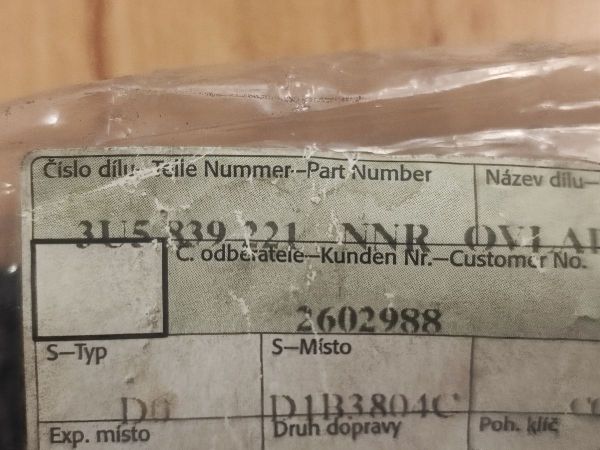 Číslo dílu–Teile Nummer–Part Number Název dílu–
3U5 839 221 NNR
Č. odběratele–Kunden Nr.–Customer No.
2602988
S–Typ S–Místo
D1B3804C
Exp. místo Druh dopravy Poh. klíč